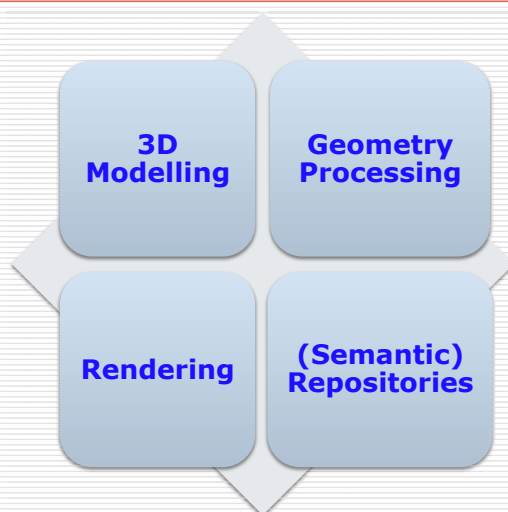 3D
Modelling
Geometry
Processing
Rendering
(Semantic)
Repositories